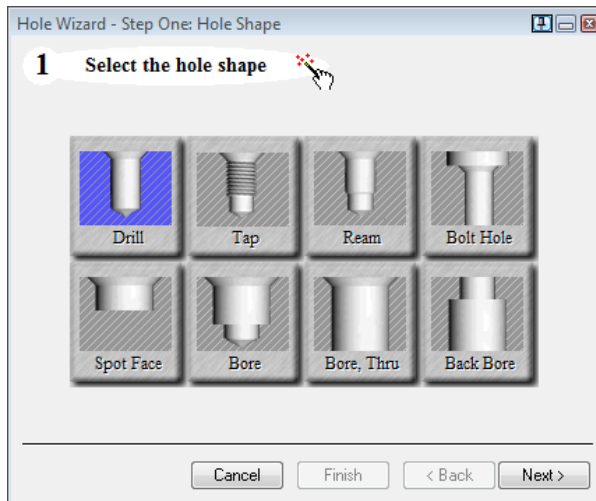 Hole Wizard - Step One: Hole Shape
1 Select the hole shape
Drill Tap Ream Bolt Hole
Spot Face Bore Bore, Thru Back Bore
Cancel Finish < Back Next >